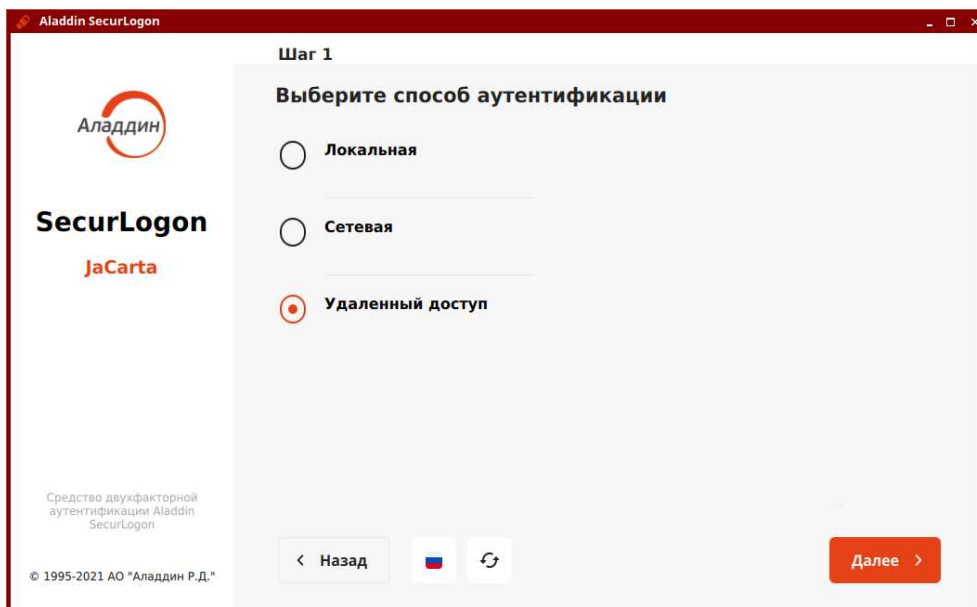 Aladdin SecurLogon
Шаг 1
Выберите способ аутентификации
Аладдин
Локальная
SecurLogon
Сетевая
JaCarta
Удаленный доступ
Средство двухфакторной
аутентификации Aladdin
SecurLogon
Назад
Далее
© 1995-2021 АО "Аладдин Р.Д."